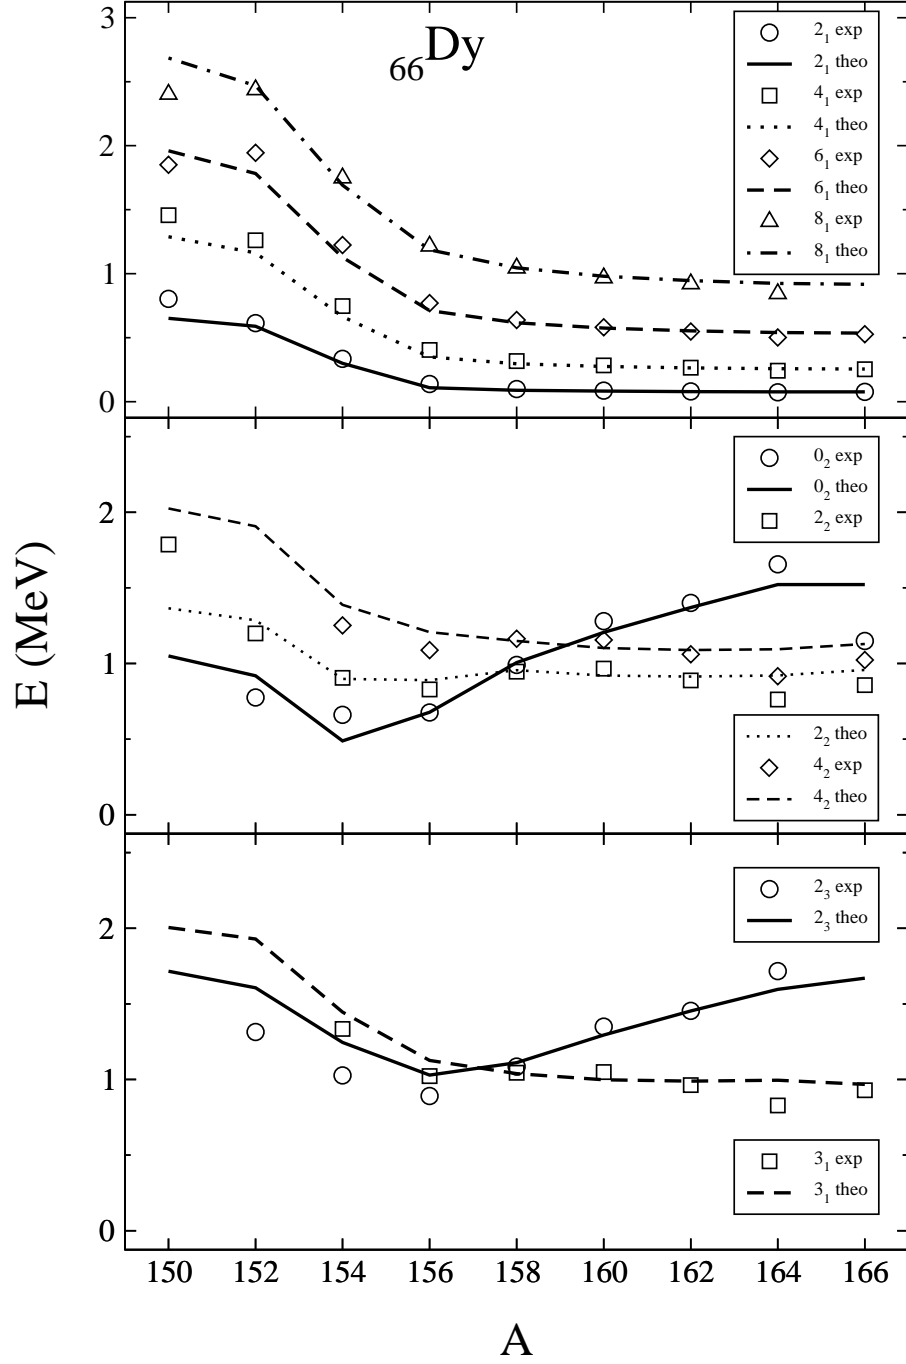 ₆₆Dy
3
2
1
0
2₁ exp
2₁ theo
4₁ exp
4₁ theo
6₁ exp
6₁ theo
8₁ exp
8₁ theo
E (MeV)
2
1
0
0₂ exp
0₂ theo
2₂ exp
2₂ theo
4₂ exp
4₂ theo
2
1
0
2₃ exp
2₃ theo
3₁ exp
3₁ theo
150 152 154 156 158 160 162 164 166
A